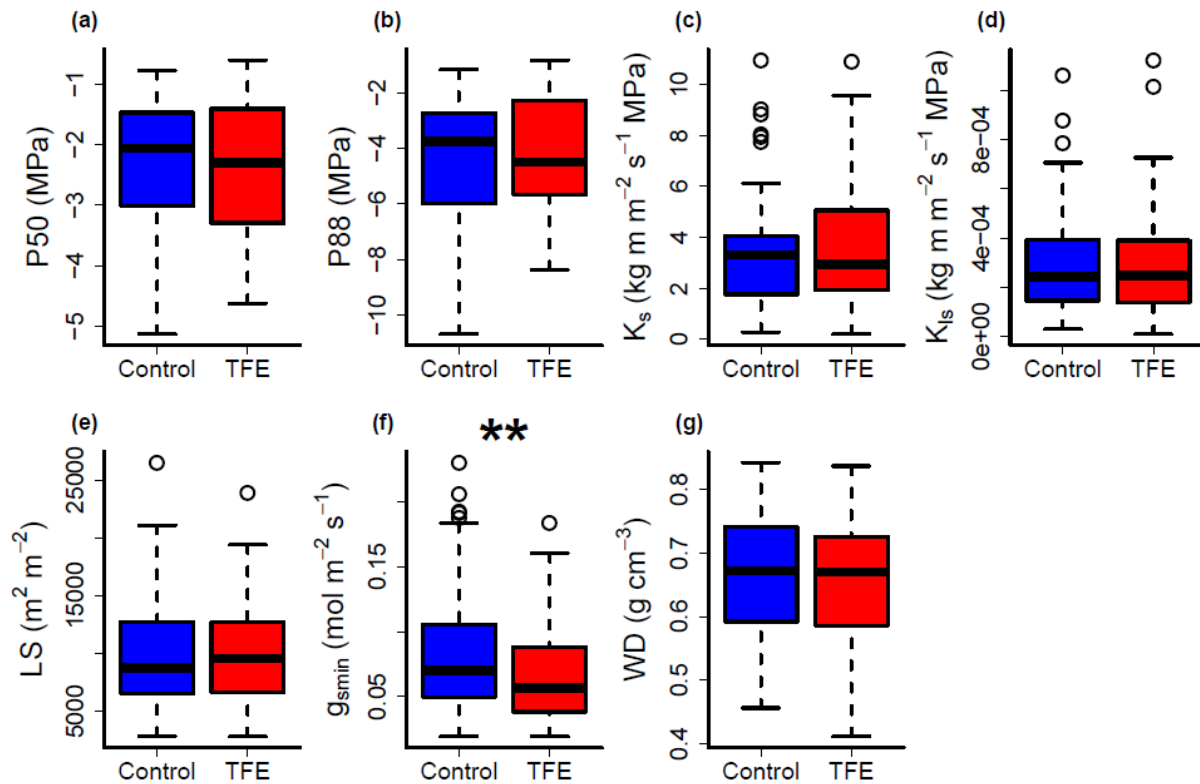 (a)
P50 (MPa)
−1
−2
−3
−4
−5
Control TFE
(b)
P88 (MPa)
−2
−4
−6
−8
−10
Control TFE
(c)
Ks (kg m m−2 s−1 MPa)
10
8
6
4
2
0
Control TFE
(d)
Kls (kg m m−2 s−1 MPa)
8e−04
4e−04
0e+00
Control TFE
(e)
LS (m2 m−2)
25000
15000
5000
Control TFE
(f)
**
gsmin (mol m−2 s−1)
0.15
0.05
Control TFE
(g)
WD (g cm−3)
0.8
0.7
0.6
0.5
0.4
Control TFE